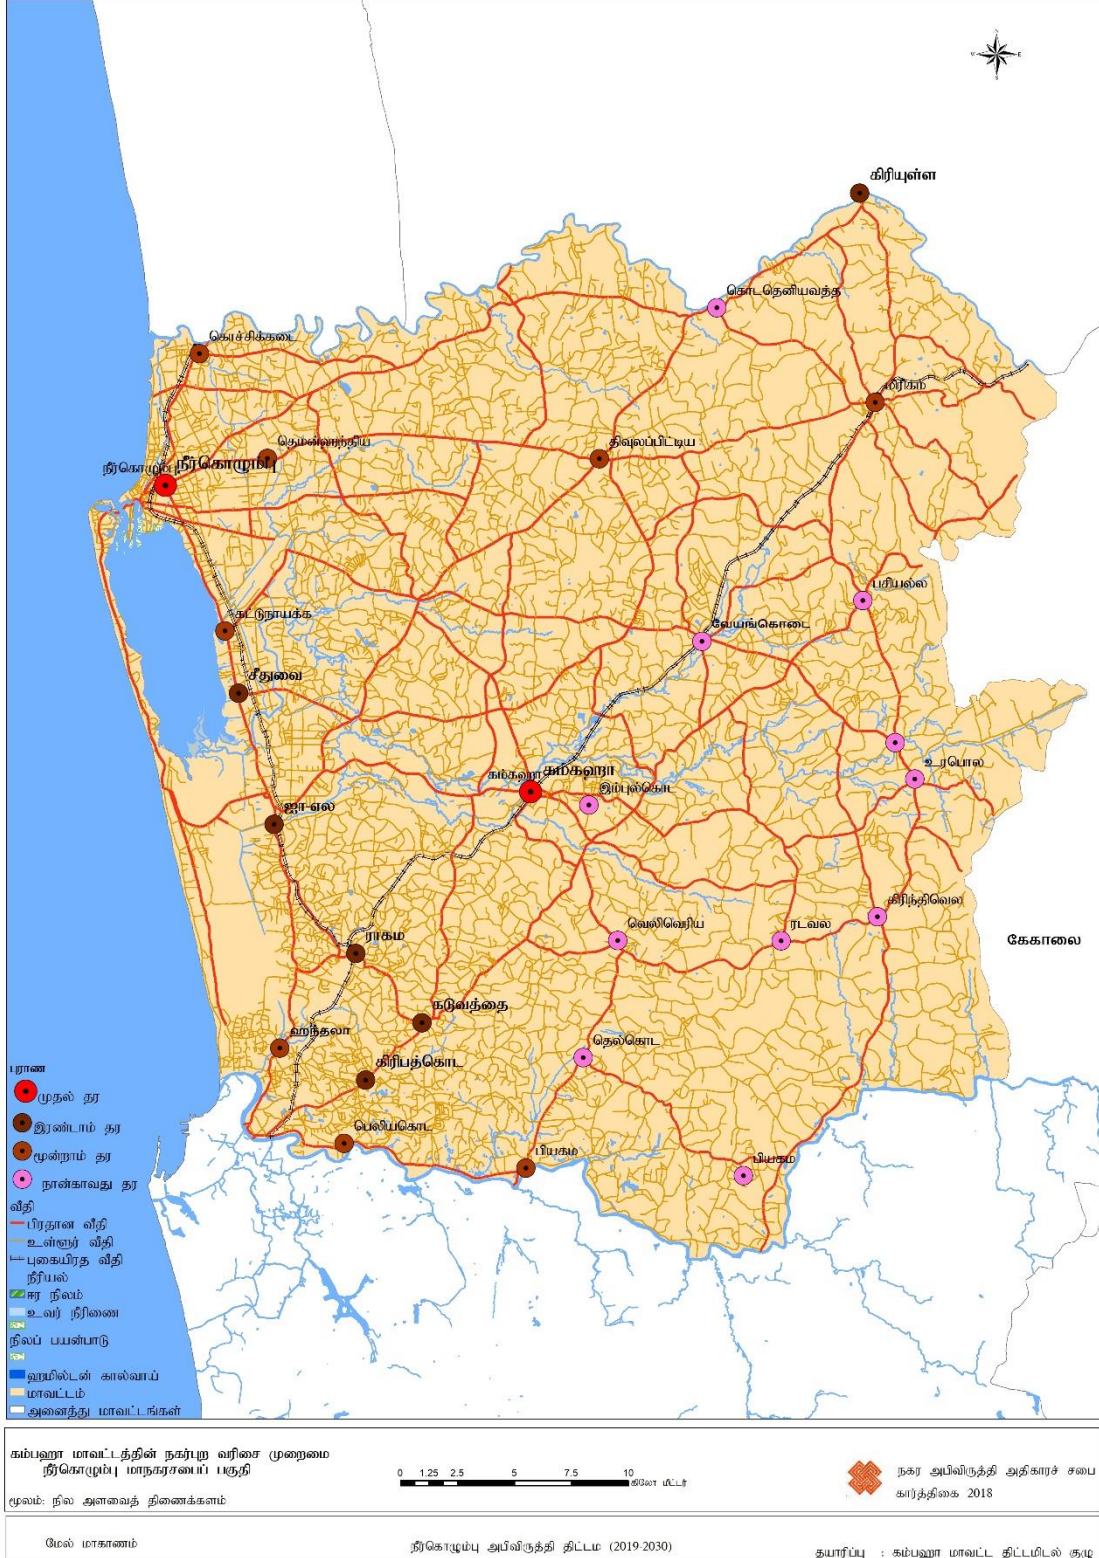 கிரியுள்ள
கொடதெனியவத்த
கொச்சிக்கடை
மீரிகம
தெமன்ஹந்திய
திவுலப்பிட்டிய
நீர்கொழும்பு நீர்கொழும்பு
பசியல்ல
கட்டுநாயக்க
வேயங்கொடை
சீதுவை
உரபொல
கம்கஹா கம்கஹா
இம்புல்கொட
ஜா-எல
கிரிந்திவெல
வெலிவெரிய
ரடவல
ராகம
கேகாலை
கடுவத்தை
ஹந்தலா
தெல்கொட
கிரிபத்கொட
பெலியகொட
பியகம
பியகம
புராண
முதல் தர
இரண்டாம் தர
மூன்றாம் தர
நான்காவது தர
வீதி
பிரதான வீதி
உள்ளூர் வீதி
புகையிரத வீதி
நீரியல்
ஈர நிலம்
உவர் நீரிணை
நிலப் பயன்பாடு
ஹமில்டன் கால்வாய்
மாவட்டம்
அனைத்து மாவட்டங்கள்
கம்பஹா மாவட்டத்தின் நகர்புற வரிசை முறைமை
நீர்கொழும்பு மாநகரசபைப் பகுதி
மூலம்: நில அளவைத் திணைக்களம்
0 1.25 2.5 5 7.5 10
கிலோ மீட்டர்
நகர அபிவிருத்தி அதிகாரச் சபை
கார்த்திகை 2018
மேல் மாகாணம்
நீர்கொழும்பு அபிவிருத்தி திட்டம (2019-2030)
தயாரிப்பு : கம்பஹா மாவட்ட திட்டமிடல் குழு